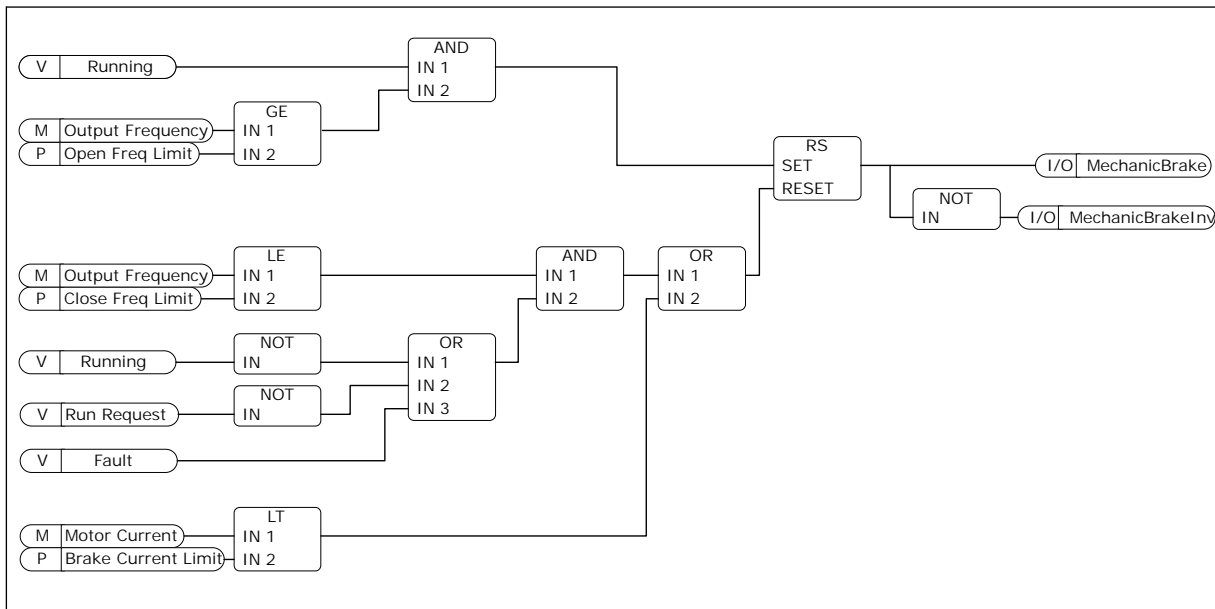 AND
V Running
IN 1
IN 2
GE
M Output Frequency
IN 1
P Open Freq Limit
IN 2
RS
SET
I/O MechanicBrake
RESET
NOT
IN
I/O MechanicBrakeInv
LE
AND
OR
M Output Frequency
IN 1
IN 1
IN 1
P Close Freq Limit
IN 2
IN 2
IN 2
NOT
OR
V Running
IN
IN 1
IN 2
NOT
V Run Request
IN
IN 3
V Fault
LT
M Motor Current
IN 1
P Brake Current Limit
IN 2